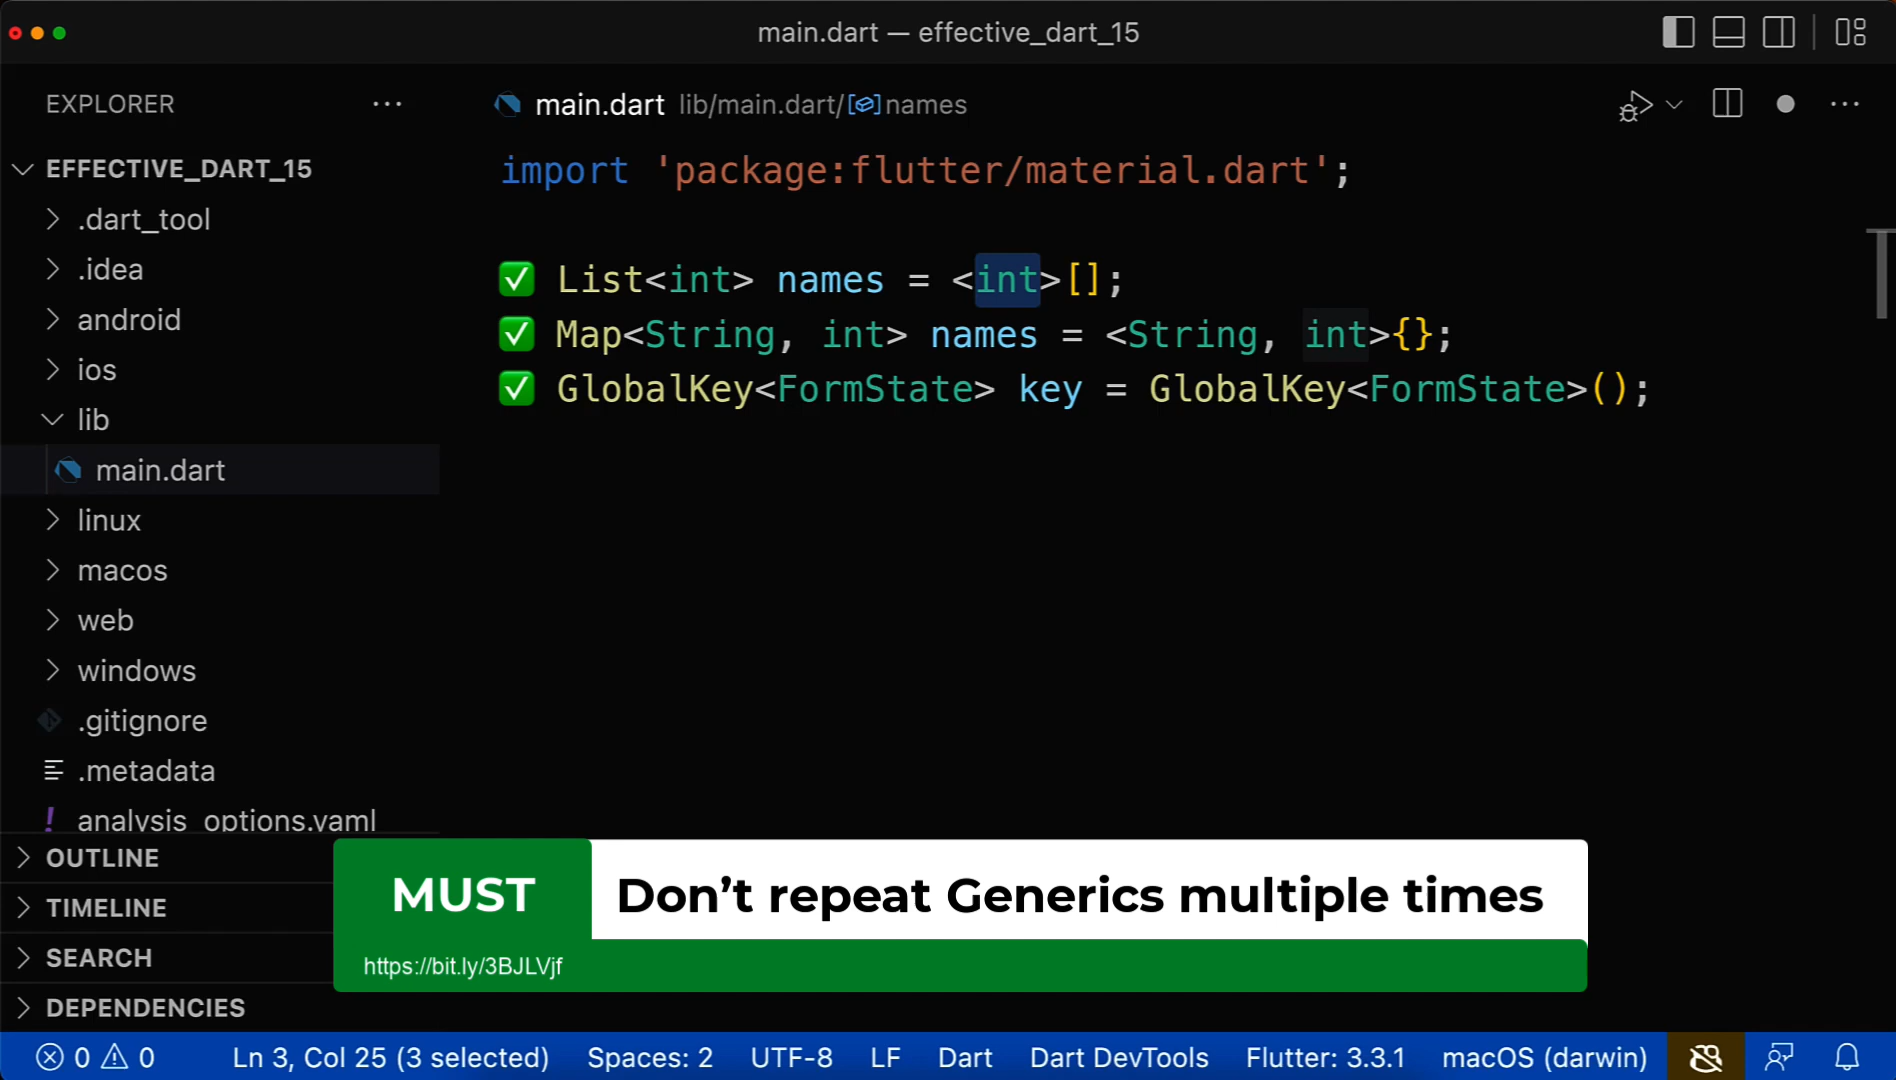 main.dart — effective_dart_15
EXPLORER
main.dart lib/main.dart/names
EFFECTIVE_DART_15
.dart_tool
.idea
android
ios
lib
main.dart
linux
macos
web
windows
.gitignore
.metadata
analysis_options.yaml
OUTLINE
TIMELINE
SEARCH
DEPENDENCIES
import 'package:flutter/material.dart';
✅ List<int> names = <int>[];
✅ Map<String, int> names = <String, int>{};
✅ GlobalKey<FormState> key = GlobalKey<FormState>();
MUST Don’t repeat Generics multiple times
https://bit.ly/3BJLVjf
0 0 Ln 3, Col 25 (3 selected) Spaces: 2 UTF-8 LF Dart Dart DevTools Flutter: 3.3.1 macOS (darwin)